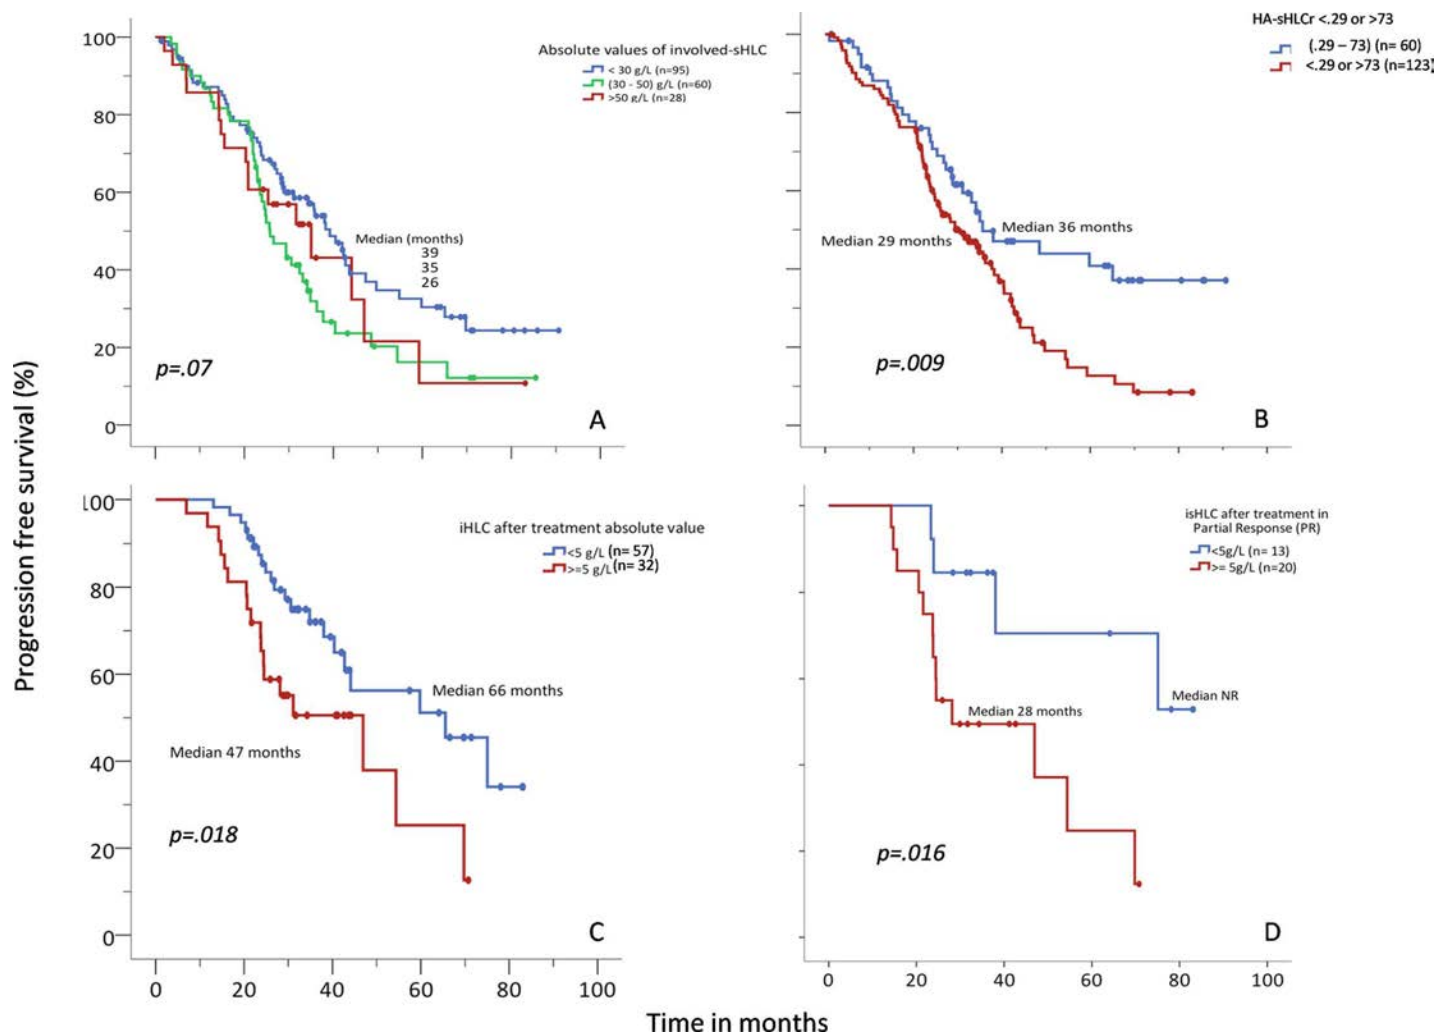 Progression free survival (%)
100
80
60
40
20
0
Absolute values of involved-sHLC
< 30 g/L (n=95)
(30 - 50) g/L (n=60)
>50 g/L (n=28)
Median (months)
39
35
26
p=.07
A
HA-sHLCr <.29 or >73
(.29 – 73) (n= 60)
<.29 or >73 (n=123)
Median 36 months
Median 29 months
p=.009
B
100
80
60
40
20
0
iHLC after treatment absolute value
<5 g/L (n= 57)
>=5 g/L (n= 32)
Median 66 months
Median 47 months
p=.018
C
0 20 40 60 80 100
isHLC after treatment in
Partial Response (PR)
<5g/L (n= 13)
>= 5g/L (n=20)
Median NR
Median 28 months
p=.016
D
0 20 40 60 80 100
Time in months